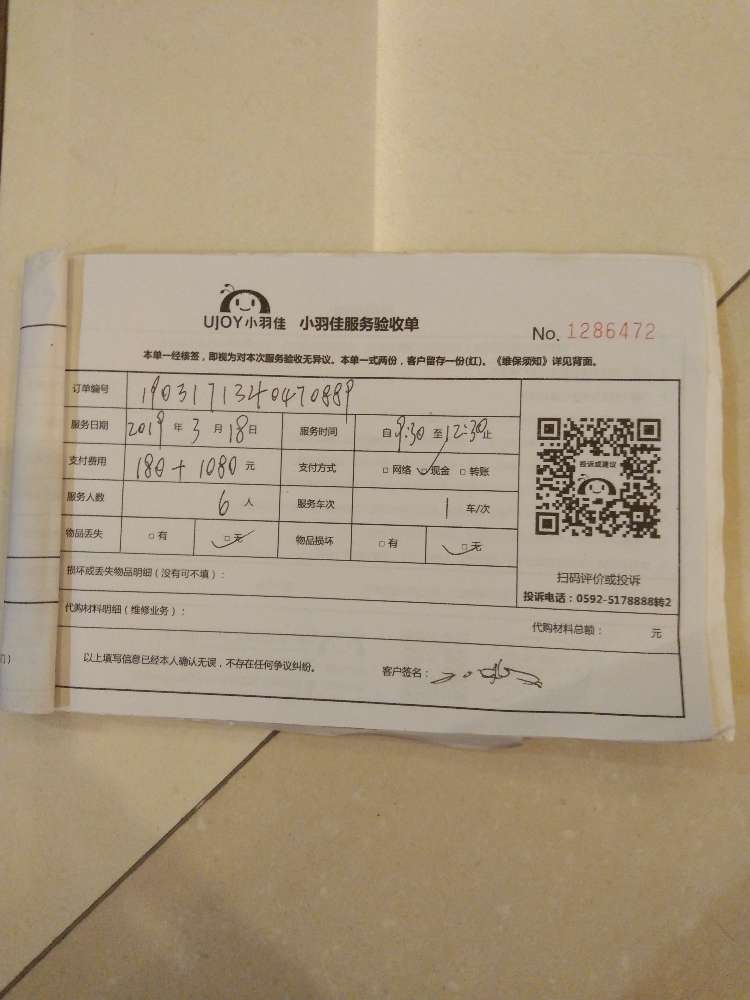 UJOY小羽佳 小羽佳服务验收单
No. 1286472
本单一经核签，即视为对本次服务验收无异议。本单一式两份，客户留存一份(红)。《维保须知》详见背面。
订单编号 1903171340470889
服务日期 2019 年 3 月 18 日 服务时间 自 9:30 至 12:30 止
支付费用 180+1080 元 支付方式 □ 网络 □ 现金 □ 转账
服务人数 6 人 服务车次 1 车/次
物品丢失 □ 有 □ 无 物品损坏 □ 有 □ 无
投诉或建议
扫码评价或投诉
投诉电话：0592-5178888转2
损坏或丢失物品明细（没有可不填）：
代购材料明细（维修业务）： 代购材料总额： 元
以上填写信息已经本人确认无误，不存在任何争议纠纷。 客户签名：